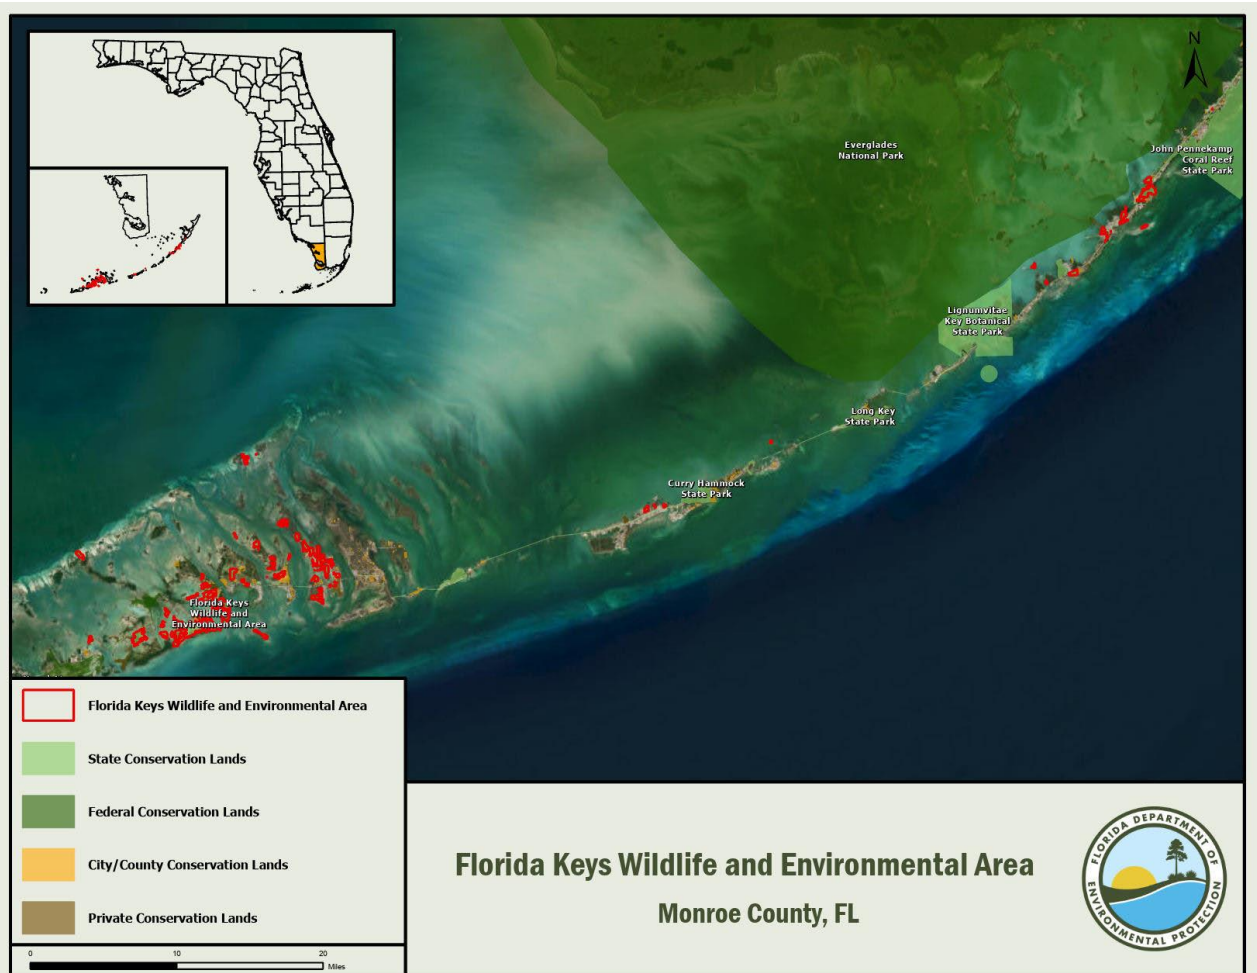 N
Everglades
National Park
John Pennekamp
Coral Reef
State Park
Lignumvitae
Key Botanical
State Park
Long Key
State Park
Curry Hammock
State Park
Florida Keys
Wildlife and
Environmental Area
Florida Keys Wildlife and Environmental Area
State Conservation Lands
Federal Conservation Lands
City/County Conservation Lands
Private Conservation Lands
0 10 20
Miles
Florida Keys Wildlife and Environmental Area
Monroe County, FL
FLORIDA DEPARTMENT OF
ENVIRONMENTAL PROTECTION